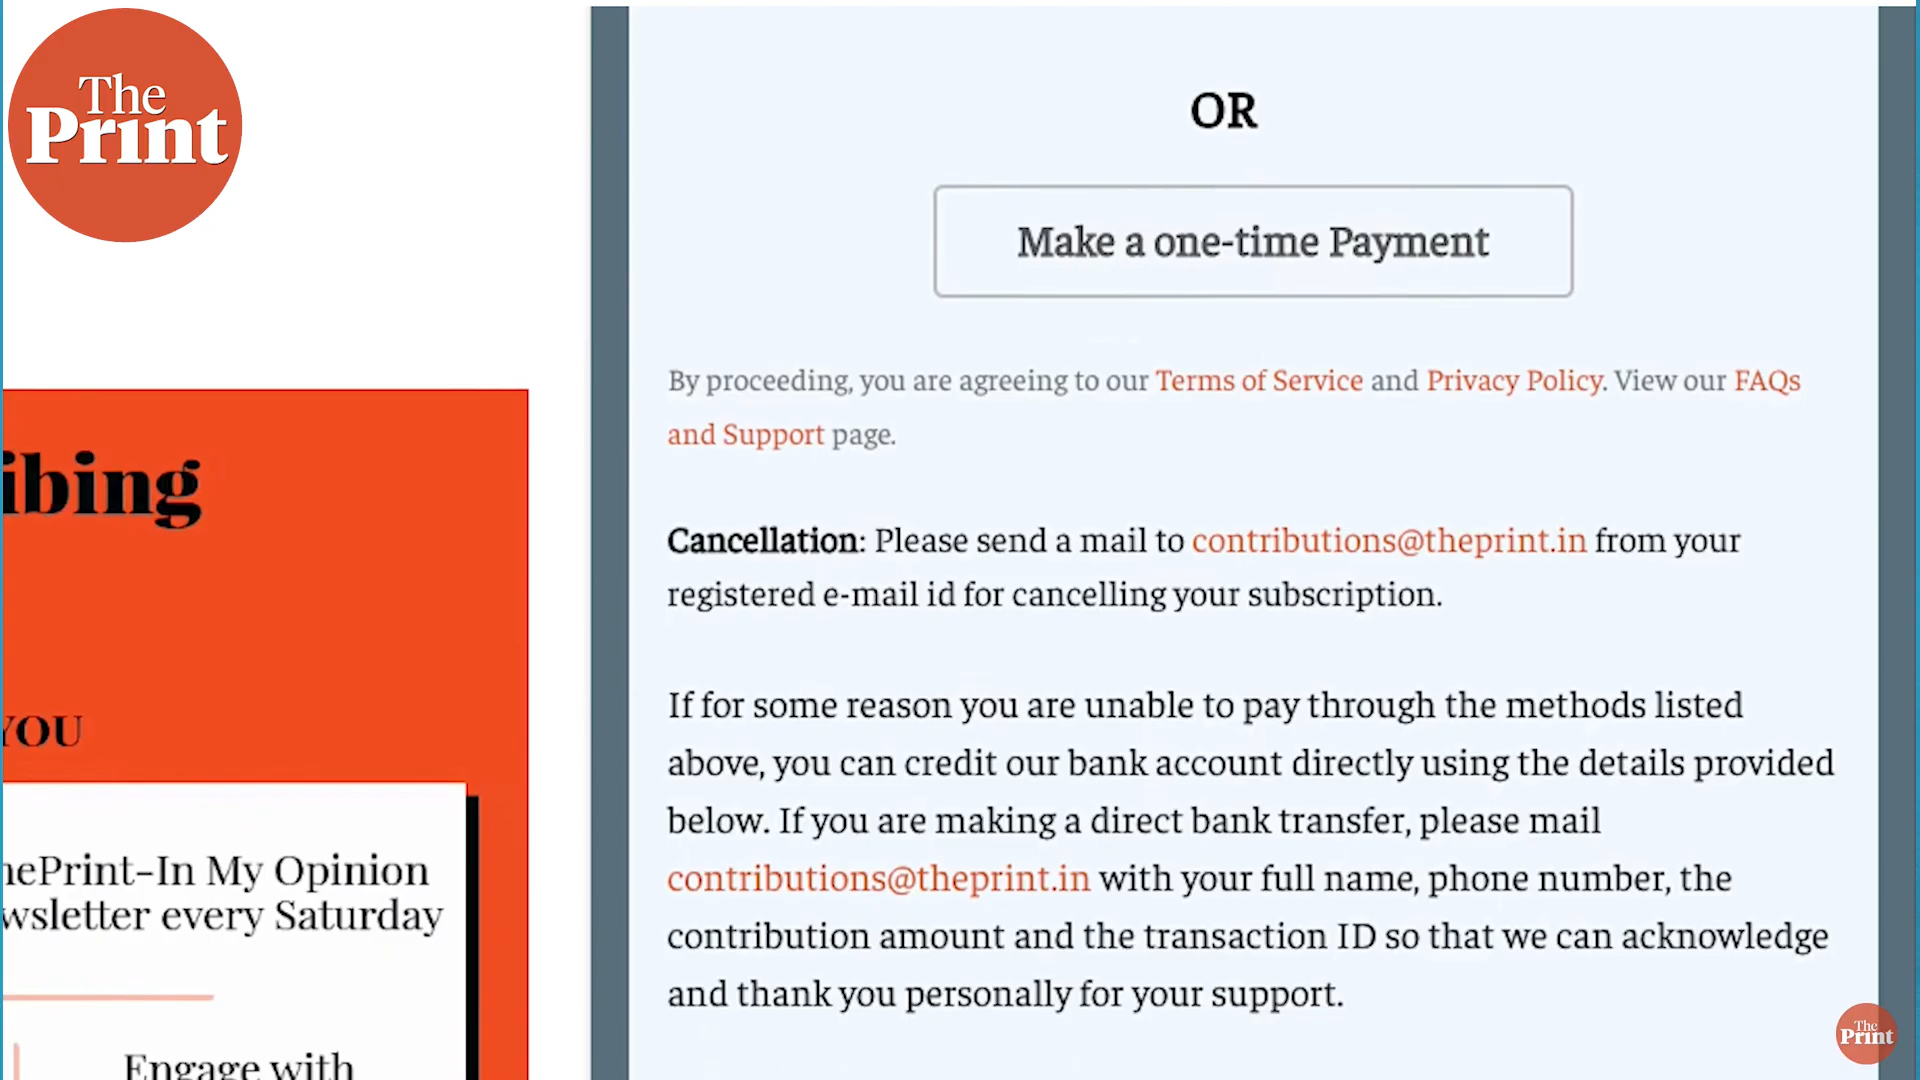 The
Print
OR
Make a one-time Payment
By proceeding, you are agreeing to our Terms of Service and Privacy Policy. View our FAQs
and Support page.
Cancellation: Please send a mail to contributions@theprint.in from your
registered e-mail id for cancelling your subscription.
If for some reason you are unable to pay through the methods listed
above, you can credit our bank account directly using the details provided
below. If you are making a direct bank transfer, please mail
contributions@theprint.in with your full name, phone number, the
contribution amount and the transaction ID so that we can acknowledge
and thank you personally for your support.
ibing
YOU
hePrint-In My Opinion
wsletter every Saturday
Engage with
The
Print